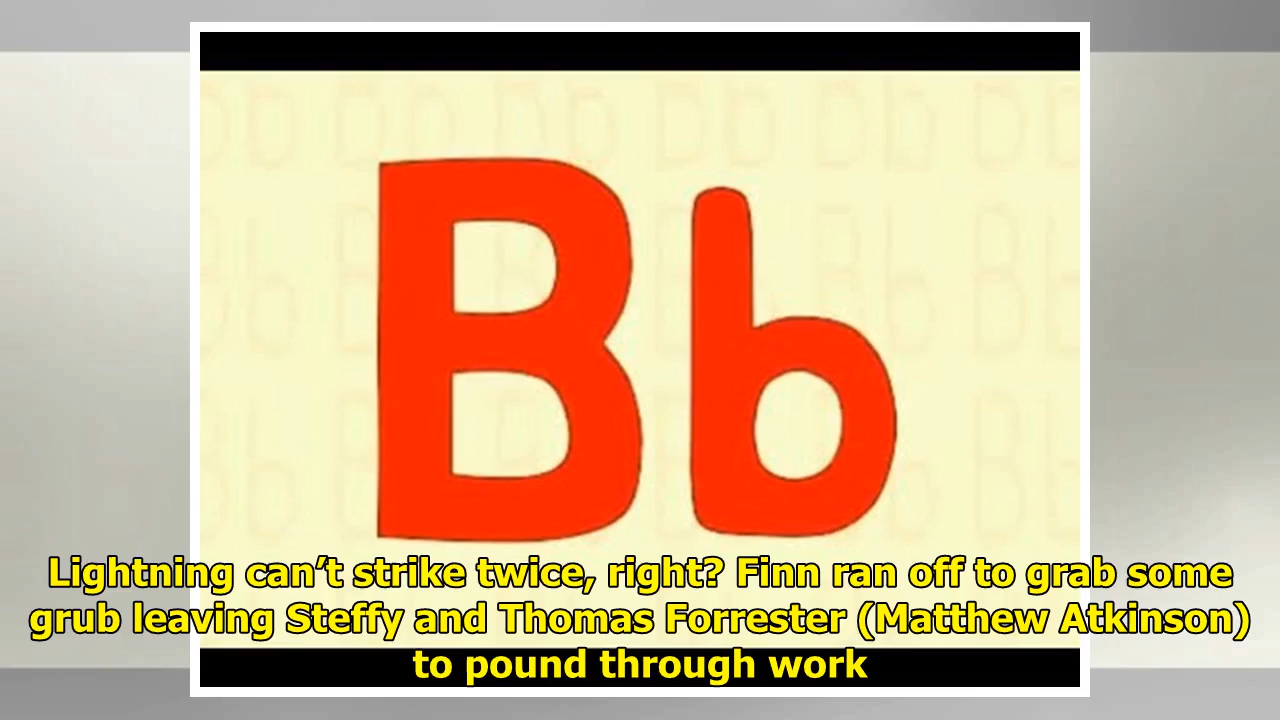 Bb
Lightning can’t strike twice, right? Finn ran off to grab some
grub leaving Steffy and Thomas Forrester (Matthew Atkinson)
to pound through work